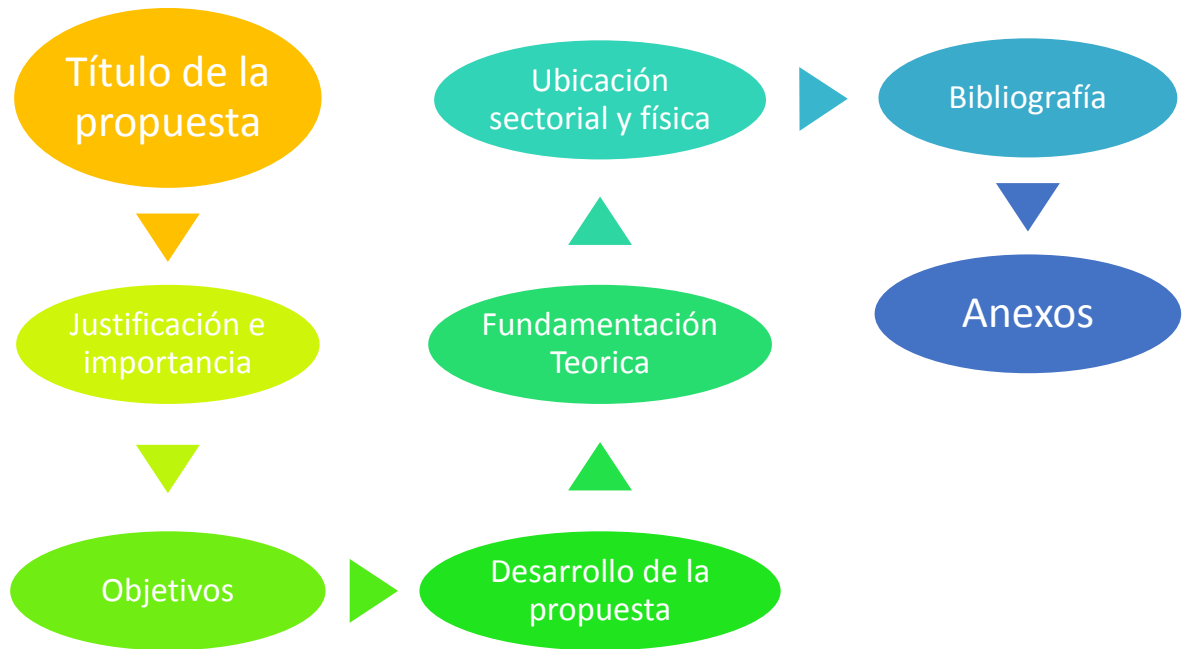 Título de la
propuesta
Justificación e
importancia
Objetivos
Desarrollo de la
propuesta
Fundamentación
Teorica
Ubicación
sectorial y física
Bibliografía
Anexos